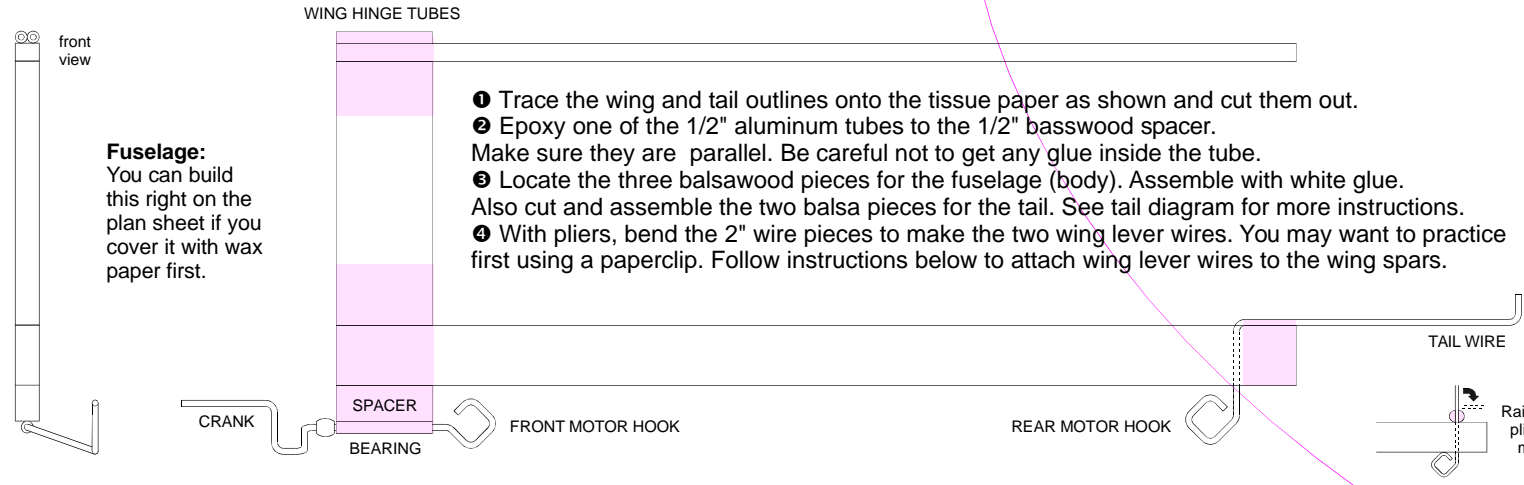 WING HINGE TUBES
front
view
❶ Trace the wing and tail outlines onto the tissue paper as shown and cut them out.
❷ Epoxy one of the 1/2" aluminum tubes to the 1/2" basswood spacer.
Make sure they are  parallel. Be careful not to get any glue inside the tube.
❸ Locate the three balsawood pieces for the fuselage (body). Assemble with white glue.
Also cut and assemble the two balsa pieces for the tail. See tail diagram for more instructions.
❹ With pliers, bend the 2" wire pieces to make the two wing lever wires. You may want to practice
first using a paperclip. Follow instructions below to attach wing lever wires to the wing spars.
Fuselage:
You can build
this right on the
plan sheet if you
cover it with wax
paper first.
TAIL WIRE
SPACER
CRANK
FRONT MOTOR HOOK
REAR MOTOR HOOK
BEARING